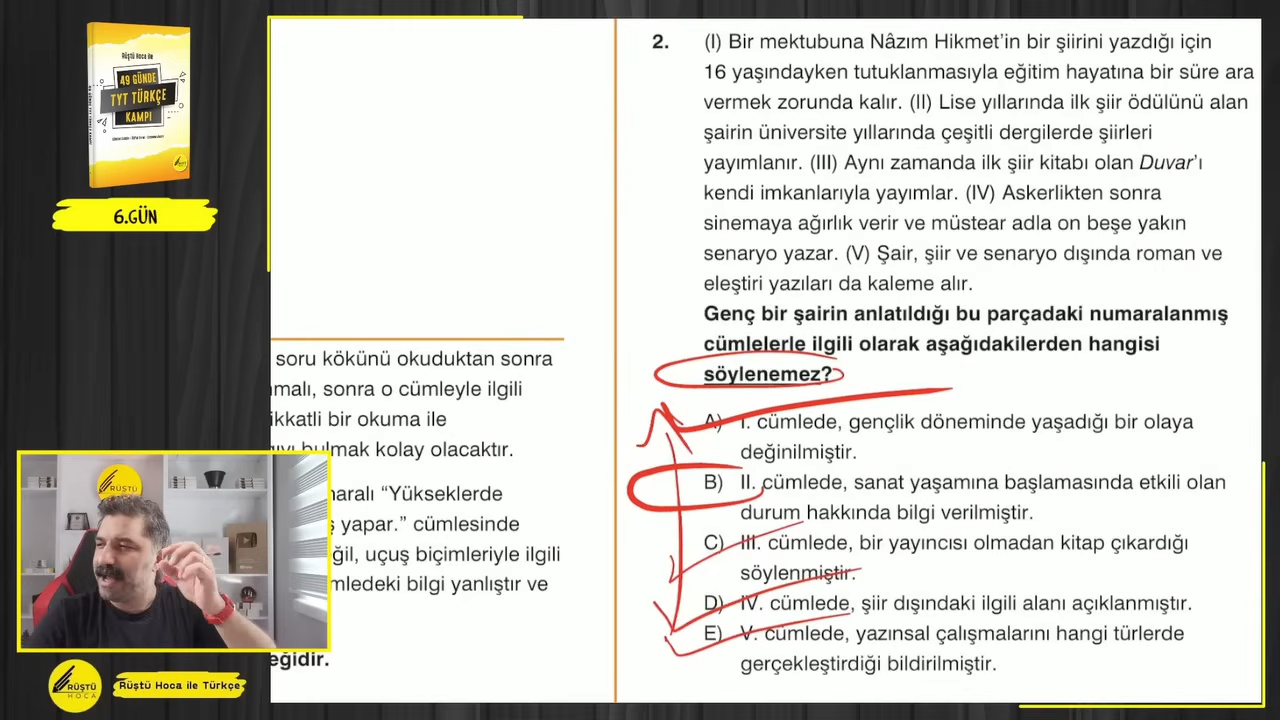 Rüştü Hoca ile
49 GÜNDE
TYT TÜRKÇE
KAMPI
6.GÜN
soru kökünü okuduktan sonra
malı, sonra o cümleyle ilgili
ikkatli bir okuma ile
bulmak kolay olacaktır.
maralı “Yükseklerde
ş yapar.” cümlesinde
ğil, uçuş biçimleriyle ilgili
mledeki bilgi yanlıştır ve
eğidir.
RÜŞTÜ
RÜŞTÜ
HOCA
Rüştü Hoca ile Türkçe
2. (I) Bir mektubuna Nâzım Hikmet’in bir şiirini yazdığı için
16 yaşındayken tutuklanmasıyla eğitim hayatına bir süre ara
vermek zorunda kalır. (II) Lise yıllarında ilk şiir ödülünü alan
şairin üniversite yıllarında çeşitli dergilerde şiirleri
yayımlanır. (III) Aynı zamanda ilk şiir kitabı olan Duvar’ı
kendi imkanlarıyla yayımlar. (IV) Askerlikten sonra
sinemaya ağırlık verir ve müstear adla on beşe yakın
senaryo yazar. (V) Şair, şiir ve senaryo dışında roman ve
eleştiri yazıları da kaleme alır.
Genç bir şairin anlatıldığı bu parçadaki numaralanmış
cümlelerle ilgili olarak aşağıdakilerden hangisi
söylenemez?
A) I. cümlede, gençlik döneminde yaşadığı bir olaya
değinilmiştir.
B) II. cümlede, sanat yaşamına başlamasında etkili olan
durum hakkında bilgi verilmiştir.
C) III. cümlede, bir yayıncısı olmadan kitap çıkardığı
söylenmiştir.
D) IV. cümlede, şiir dışındaki ilgili alanı açıklanmıştır.
E) V. cümlede, yazınsal çalışmalarını hangi türlerde
gerçekleştirdiği bildirilmiştir.